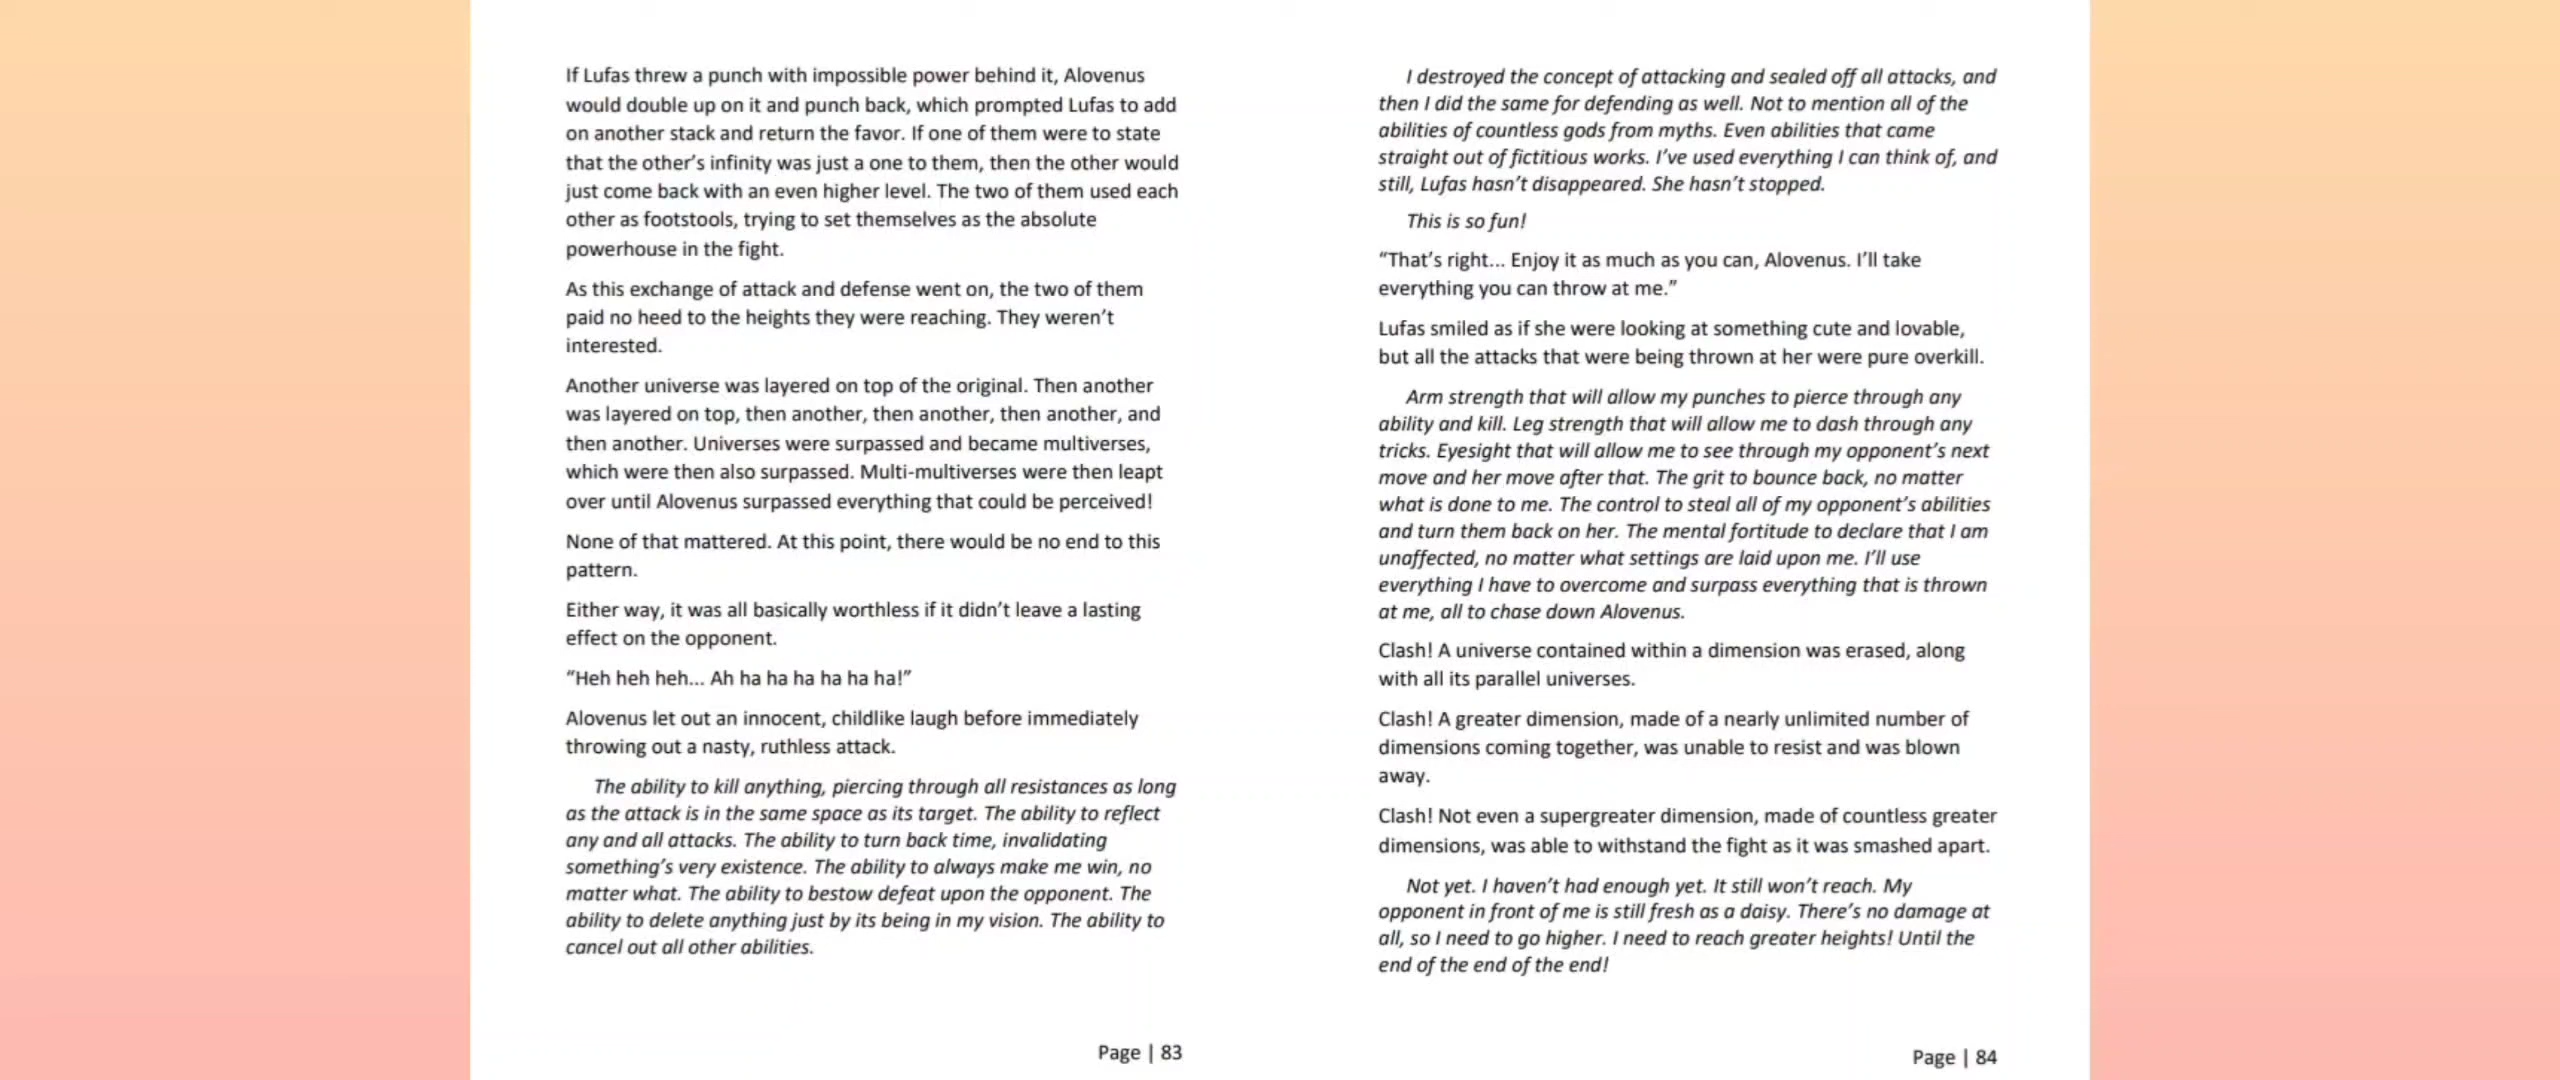 If Lufas threw a punch with impossible power behind it, Alovenus
would double up on it and punch back, which prompted Lufas to add
on another stack and return the favor. If one of them were to state
that the other’s infinity was just a one to them, then the other would
just come back with an even higher level. The two of them used each
other as footstools, trying to set themselves as the absolute
powerhouse in the fight.
As this exchange of attack and defense went on, the two of them
paid no heed to the heights they were reaching. They weren’t
interested.
Another universe was layered on top of the original. Then another
was layered on top, then another, then another, then another, and
then another. Universes were surpassed and became multiverses,
which were then also surpassed. Multi-multiverses were then leapt
over until Alovenus surpassed everything that could be perceived!
None of that mattered. At this point, there would be no end to this
pattern.
Either way, it was all basically worthless if it didn’t leave a lasting
effect on the opponent.
“Heh heh heh... Ah ha ha ha ha ha ha!”
Alovenus let out an innocent, childlike laugh before immediately
throwing out a nasty, ruthless attack.
The ability to kill anything, piercing through all resistances as long
as the attack is in the same space as its target. The ability to reflect
any and all attacks. The ability to turn back time, invalidating
something’s very existence. The ability to always make me win, no
matter what. The ability to bestow defeat upon the opponent. The
ability to delete anything just by its being in my vision. The ability to
cancel out all other abilities.
Page | 83
I destroyed the concept of attacking and sealed off all attacks, and
then I did the same for defending as well. Not to mention all of the
abilities of countless gods from myths. Even abilities that came
straight out of fictitious works. I’ve used everything I can think of, and
still, Lufas hasn’t disappeared. She hasn’t stopped.
This is so fun!
“That’s right... Enjoy it as much as you can, Alovenus. I’ll take
everything you can throw at me.”
Lufas smiled as if she were looking at something cute and lovable,
but all the attacks that were being thrown at her were pure overkill.
Arm strength that will allow my punches to pierce through any
ability and kill. Leg strength that will allow me to dash through any
tricks. Eyesight that will allow me to see through my opponent’s next
move and her move after that. The grit to bounce back, no matter
what is done to me. The control to steal all of my opponent’s abilities
and turn them back on her. The mental fortitude to declare that I am
unaffected, no matter what settings are laid upon me. I’ll use
everything I have to overcome and surpass everything that is thrown
at me, all to chase down Alovenus.
Clash! A universe contained within a dimension was erased, along
with all its parallel universes.
Clash! A greater dimension, made of a nearly unlimited number of
dimensions coming together, was unable to resist and was blown
away.
Clash! Not even a supergreater dimension, made of countless greater
dimensions, was able to withstand the fight as it was smashed apart.
Not yet. I haven’t had enough yet. It still won’t reach. My
opponent in front of me is still fresh as a daisy. There’s no damage at
all, so I need to go higher. I need to reach greater heights! Until the
end of the end of the end!
Page | 84